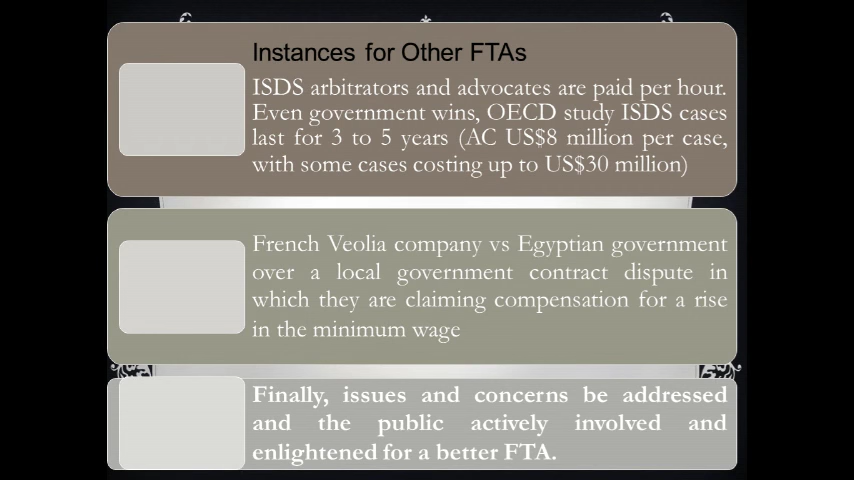 Instances for Other FTAs
ISDS arbitrators and advocates are paid per hour.
Even government wins, OECD study ISDS cases
last for 3 to 5 years (AC US$8 million per case,
with some cases costing up to US$30 million)
French Veolia company vs Egyptian government
over a local government contract dispute in
which they are claiming compensation for a rise
in the minimum wage
Finally, issues and concerns be addressed
and the public actively involved and
enlightened for a better FTA.